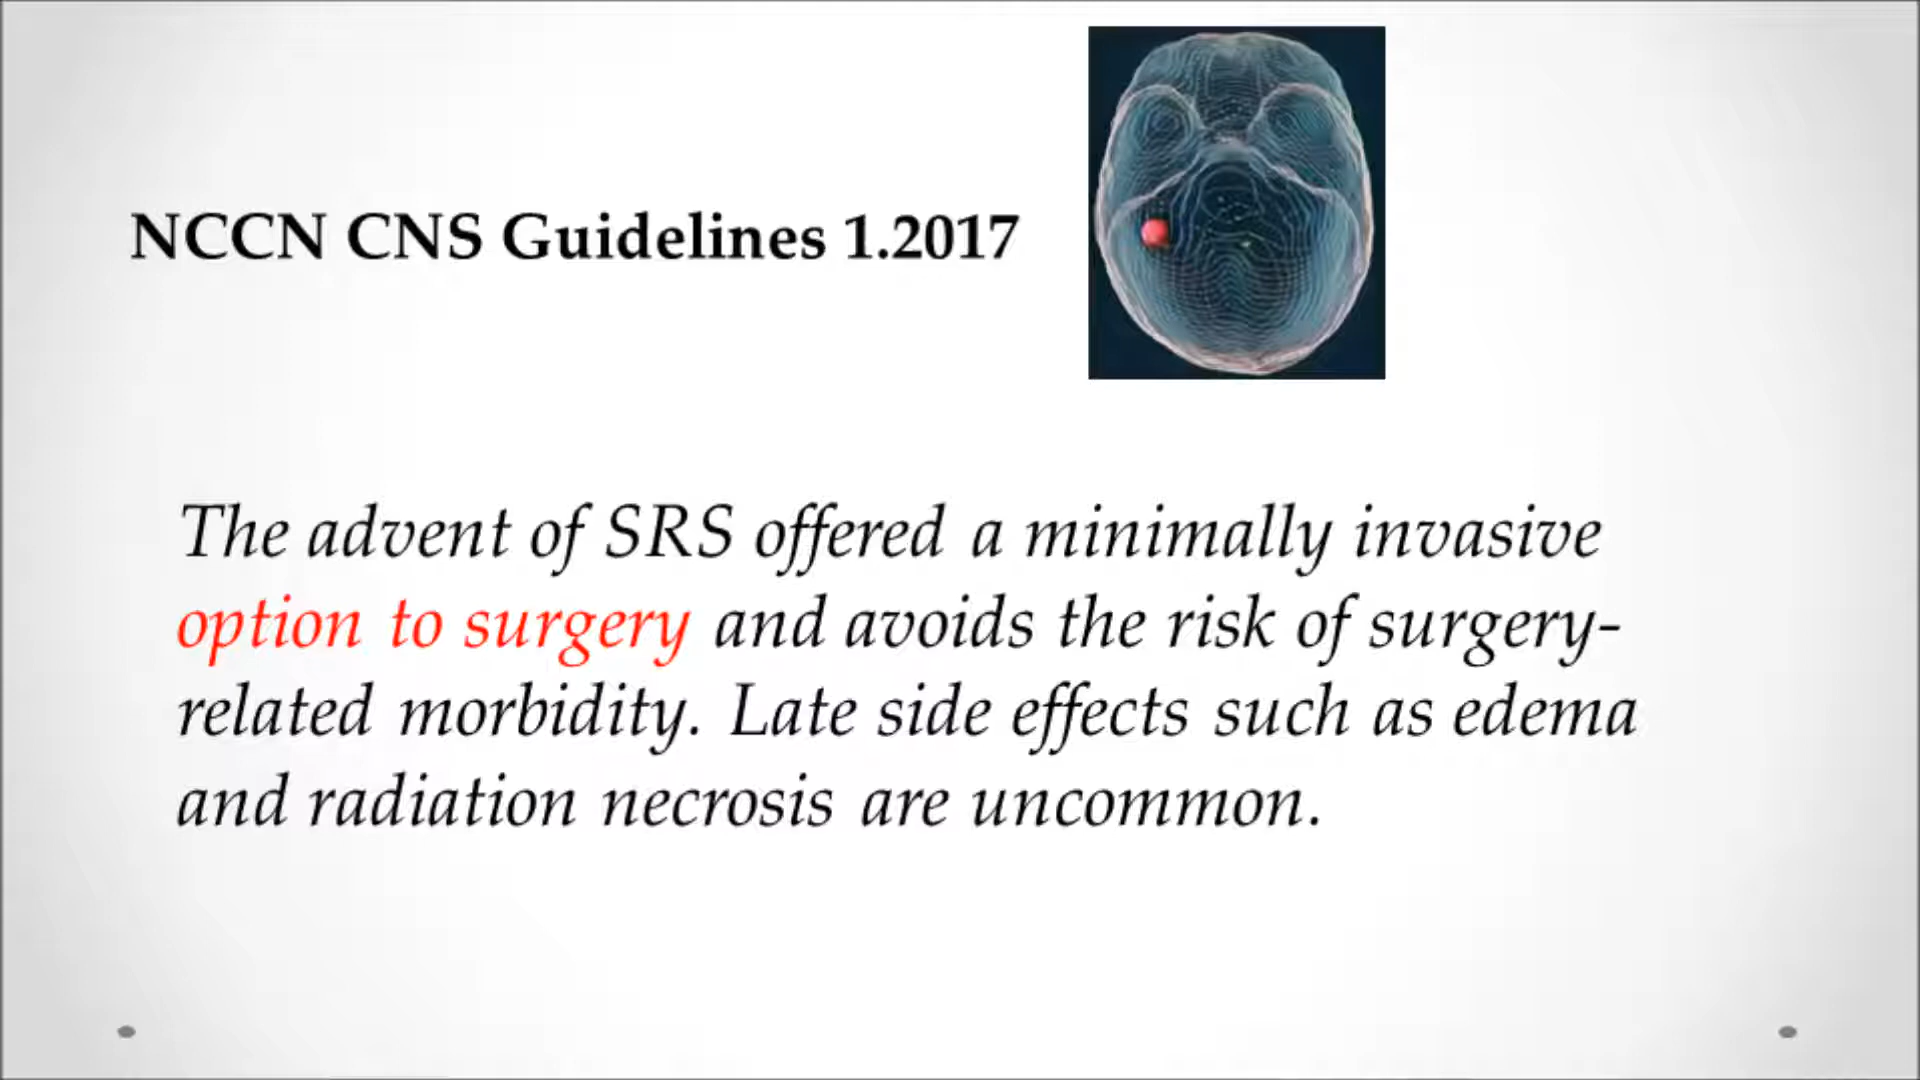 NCCN CNS Guidelines 1.2017
The advent of SRS offered a minimally invasive
option to surgery and avoids the risk of surgery-
related morbidity. Late side effects such as edema
and radiation necrosis are uncommon.